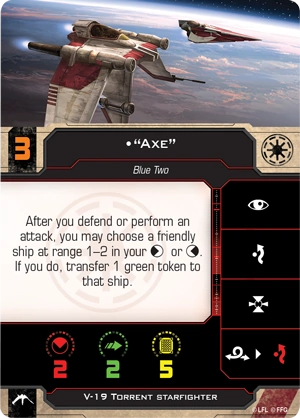 3
•“Axe”
Blue Two
After you defend or perform an
attack, you may choose a friendly
ship at range 1–2 in your or .
If you do, transfer 1 green token to
that ship.
2 2 5
V-19 Torrent starfighter
©LFL ©FFG